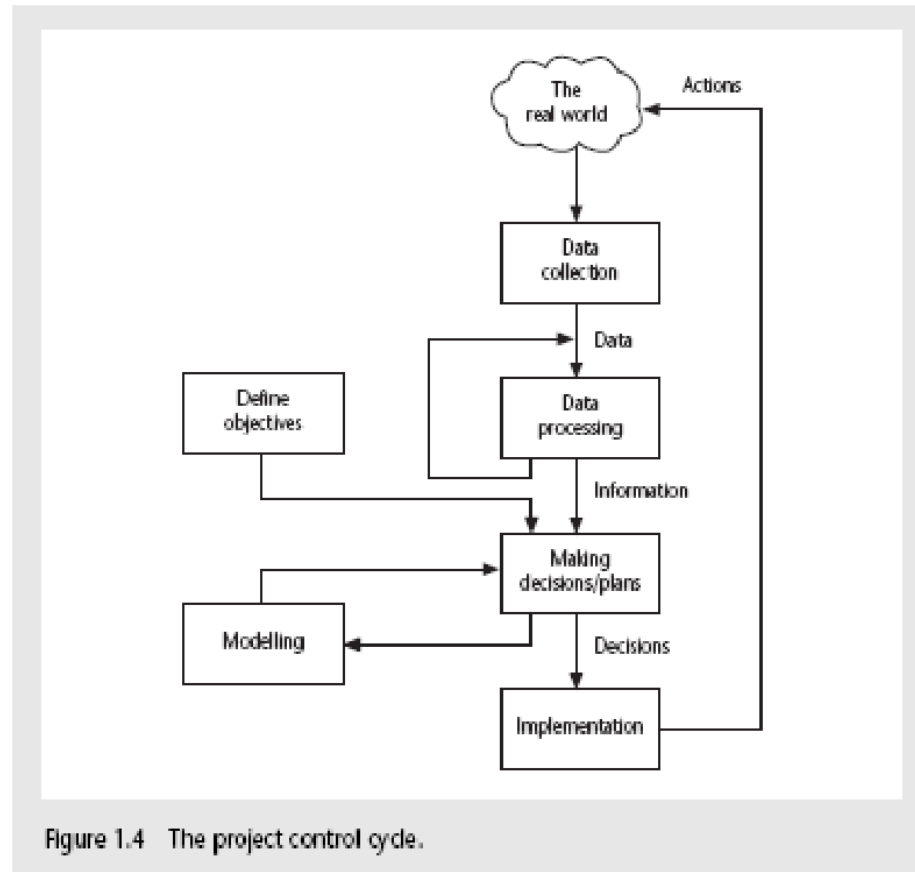 The
real world
Actions
Data
collection
Data
Define
objectives
Data
processing
Information
Making
decisions/plans
Modelling
Decisions
Implementation
Figure 1.4 The project control cycle.